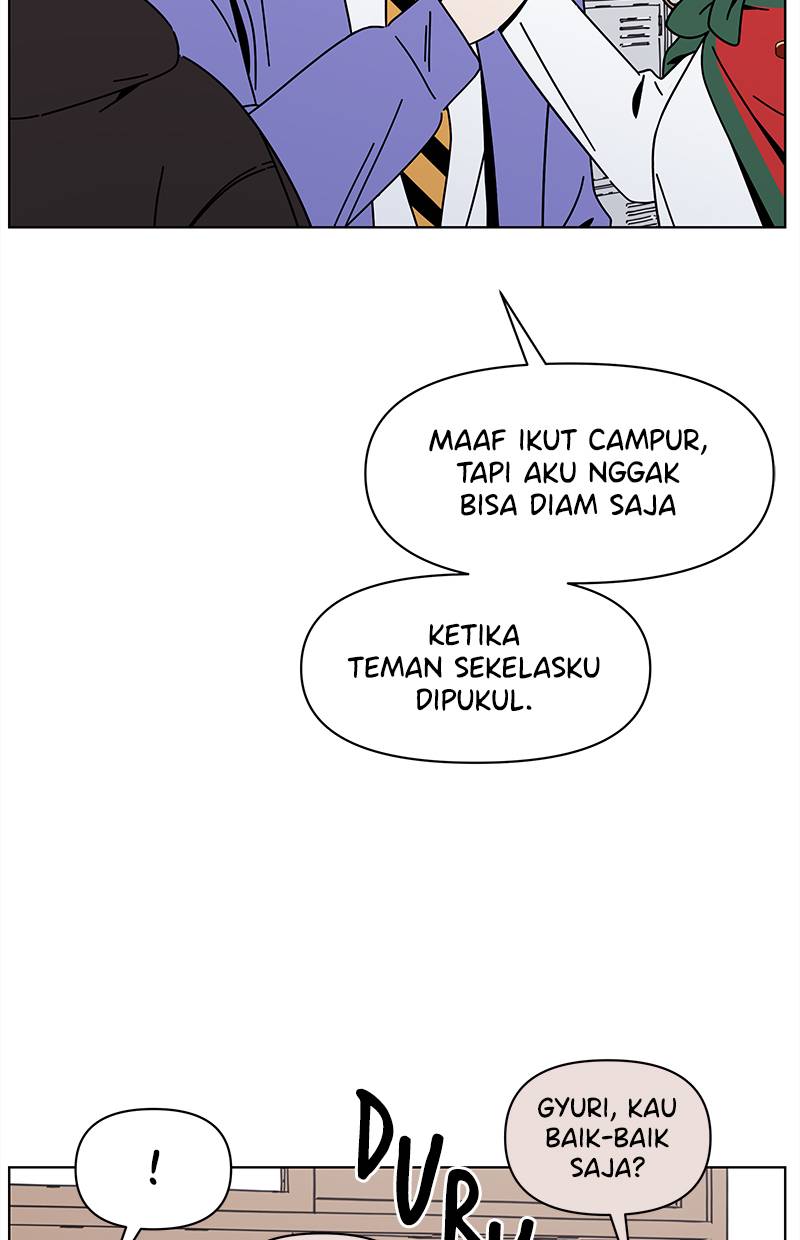 MAAF IKUT CAMPUR,
TAPI AKU NGGAK
BISA DIAM SAJA
KETIKA
TEMAN SEKELASKU
DIPUKUL.
GYURI, KAU
BAIK-BAIK
SAJA?
!